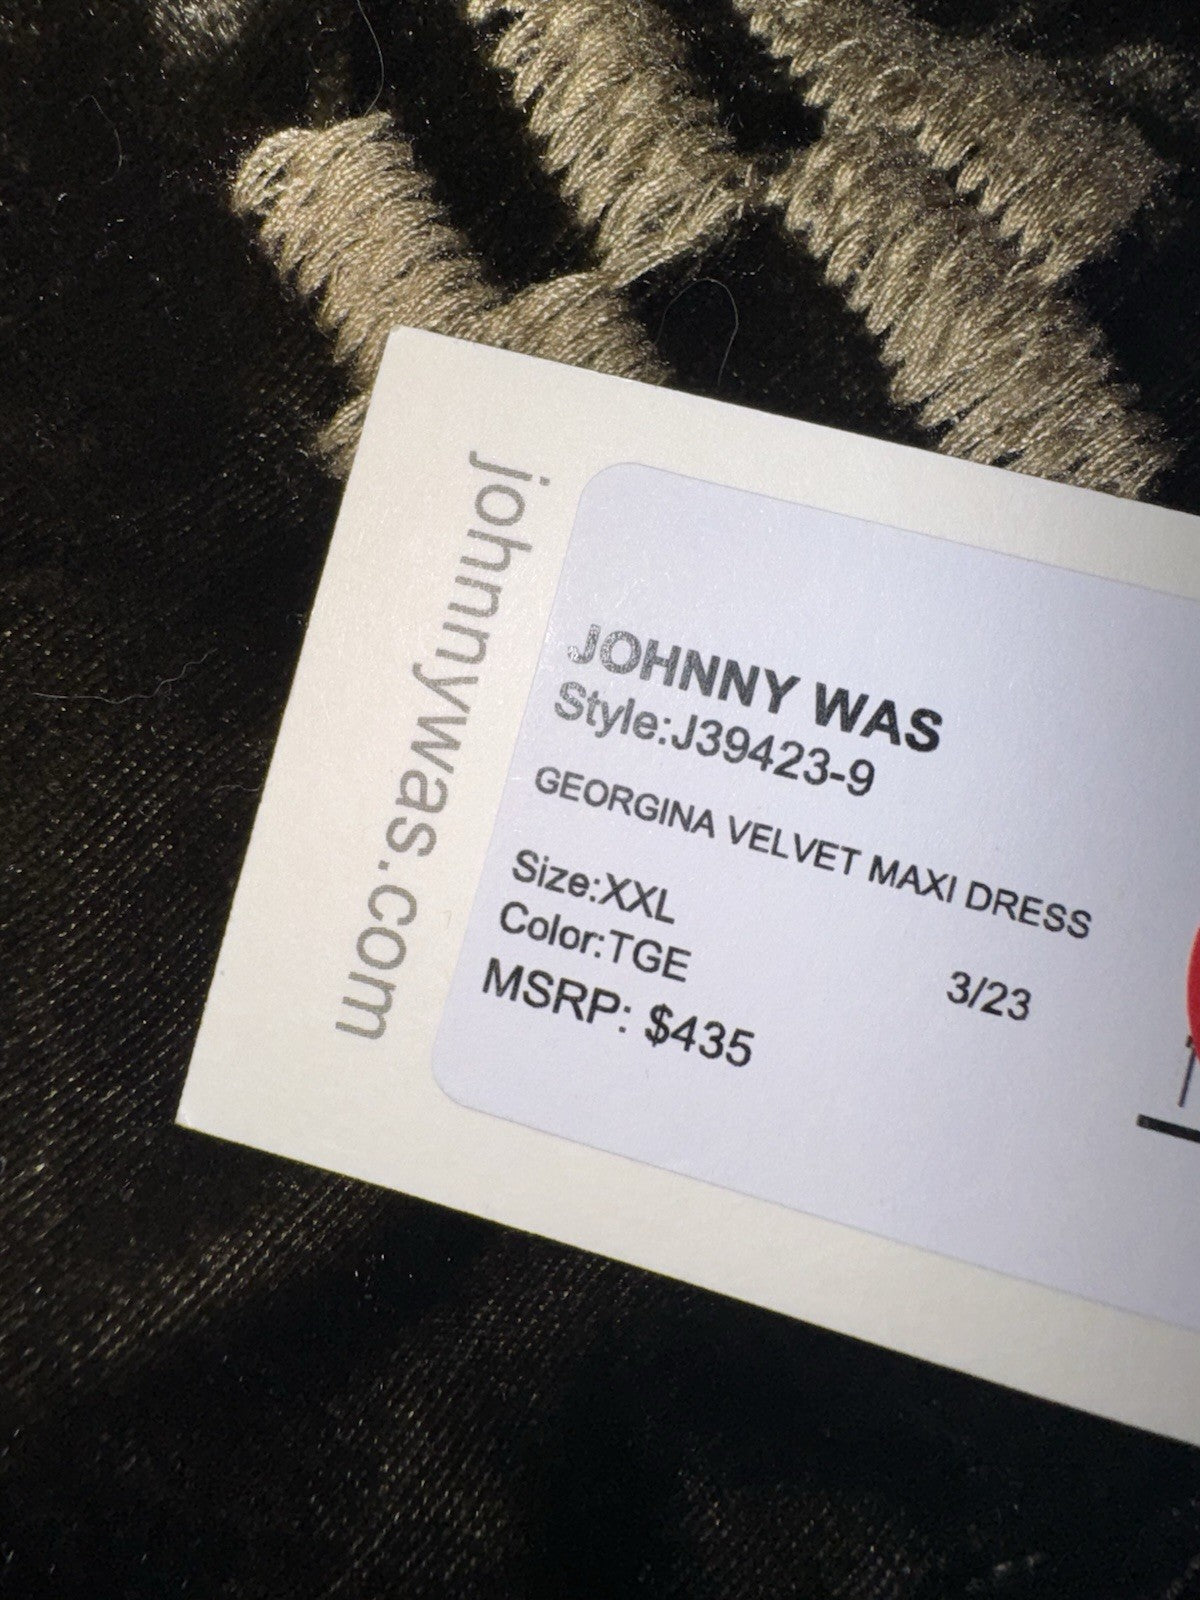 johnnywas.com
JOHNNY WAS
Style:J39423-9
GEORGINA VELVET MAXI DRESS
Size:XXL
Color:TGE
3/23
MSRP: $435